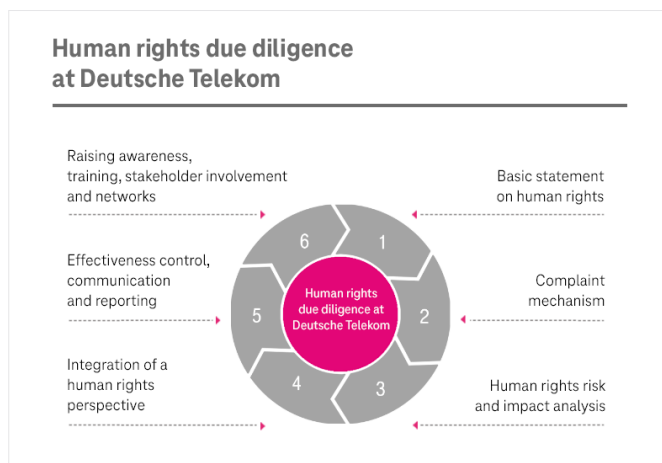 Human rights due diligence
at Deutsche Telekom
Raising awareness,
training, stakeholder involvement
and networks
Basic statement
on human rights
6
1
Effectiveness control,
communication
and reporting
Human rights
due diligence at
Deutsche Telekom
5
2
Complaint
mechanism
Integration of a
human rights
perspective
4
3
Human rights risk
and impact analysis